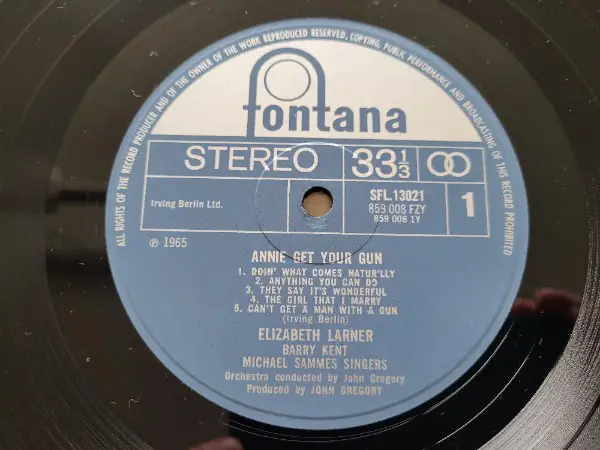 ALL RIGHTS OF THE RECORD PRODUCER AND OF THE OWNER OF THE WORK REPRODUCED RESERVED, COPYING, PUBLIC PERFORMANCE AND BROADCASTING OF THIS RECORD PROHIBITED
fontana
STEREO 33⅓
Irving Berlin Ltd.
SFL.13021
859 008 FZY
859 008 1Y
1
℗ 1965
ANNIE GET YOUR GUN
1. DOIN' WHAT COMES NATUR'LLY
2. ANYTHING YOU CAN DO
3. THEY SAY IT'S WONDERFUL
4. THE GIRL THAT I MARRY
5. CAN'T GET A MAN WITH A GUN
(Irving Berlin)
ELIZABETH LARNER
BARRY KENT
MICHAEL SAMMES SINGERS
Orchestra conducted by John Gregory
Produced by JOHN GREGORY